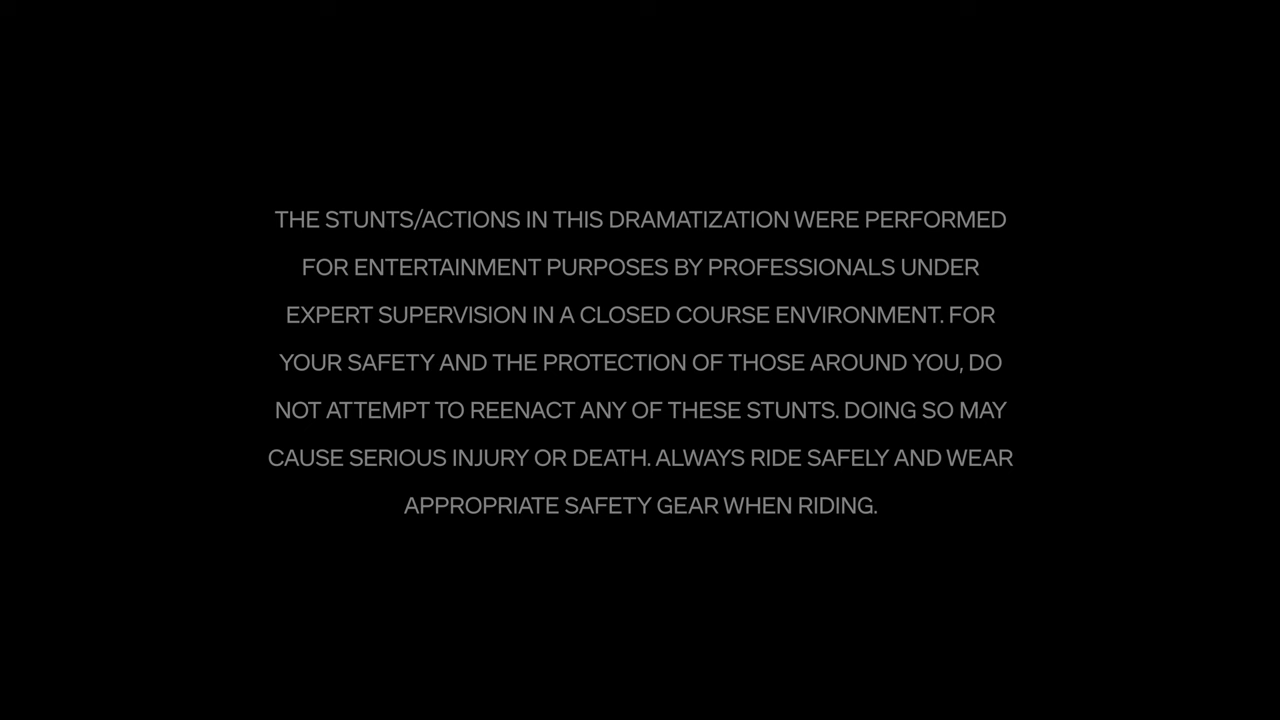 THE STUNTS/ACTIONS IN THIS DRAMATIZATION WERE PERFORMED
FOR ENTERTAINMENT PURPOSES BY PROFESSIONALS UNDER
EXPERT SUPERVISION IN A CLOSED COURSE ENVIRONMENT. FOR
YOUR SAFETY AND THE PROTECTION OF THOSE AROUND YOU, DO
NOT ATTEMPT TO REENACT ANY OF THESE STUNTS. DOING SO MAY
CAUSE SERIOUS INJURY OR DEATH. ALWAYS RIDE SAFELY AND WEAR
APPROPRIATE SAFETY GEAR WHEN RIDING.